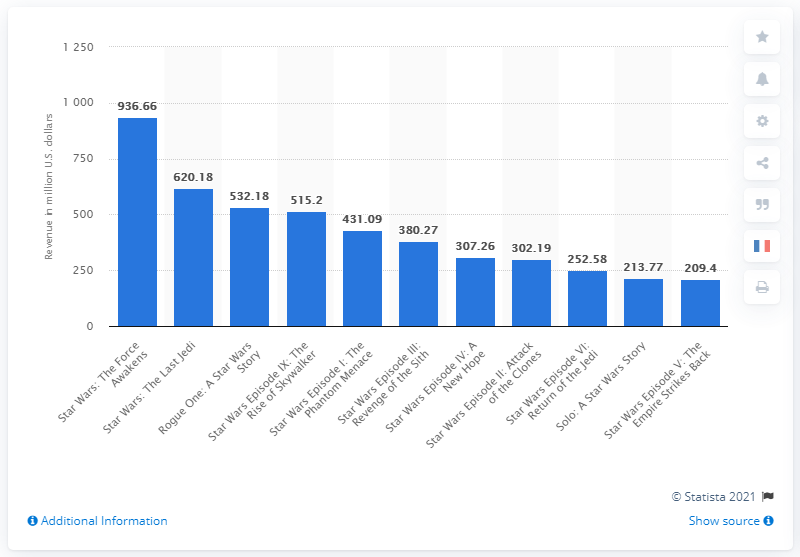 1 250
1 000
750
500
250
0
Revenue in million U.S. dollars
936.66
620.18
532.18
515.2
431.09
380.27
307.26
302.19
252.58
213.77
209.4
Star Wars: The Force
Awakens
Star Wars: The Last Jedi
Rogue One: A Star Wars
Story
Star Wars Episode IX: The
Rise of Skywalker
Star Wars Episode I: The
Phantom Menace
Star Wars Episode III:
Revenge of the Sith
Star Wars Episode IV: A
New Hope
Star Wars Episode II: Attack
of the Clones
Star Wars Episode VI:
Return of the Jedi
Solo: A Star Wars Story
Star Wars Episode V: The
Empire Strikes Back
© Statista 2021
Additional Information
Show source